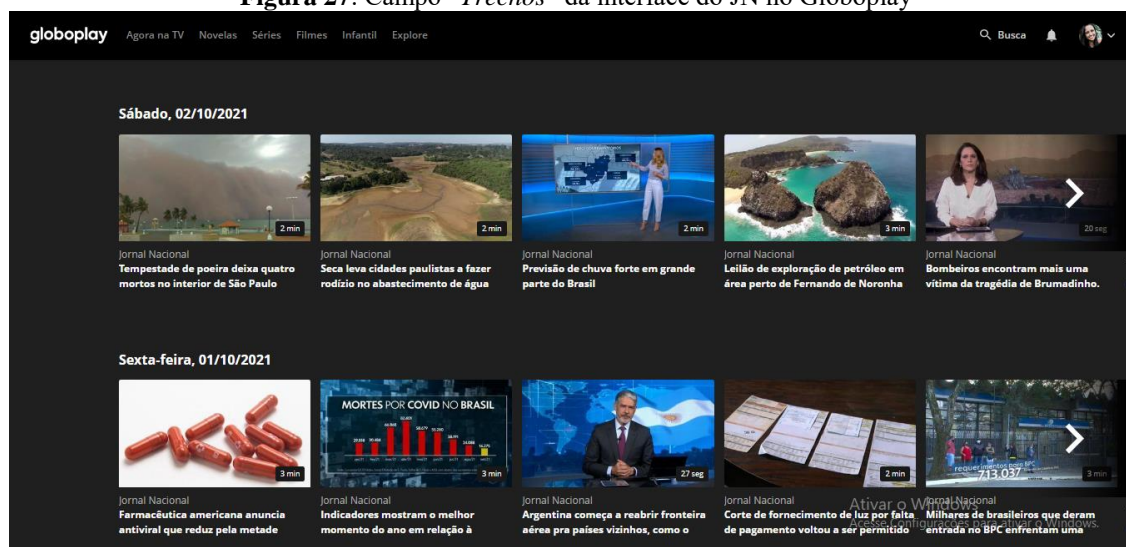 Figura 27: Campo "Trechos" da interface do JN no Globoplay
globoplay Agora na TV Novelas Séries Filmes Infantil Explore Busca
Sábado, 02/10/2021
2 min 2 min 2 min 3 min 20 seg
Jornal Nacional Jornal Nacional Jornal Nacional Jornal Nacional Jornal Nacional
Tempestade de poeira deixa quatro Seca leva cidades paulistas a fazer Previsão de chuva forte em grande Leilão de exploração de petróleo em Bombeiros encontram mais uma
mortos no interior de São Paulo rodízio no abastecimento de água parte do Brasil área perto de Fernando de Noronha vítima da tragédia de Brumadinho.
Sexta-feira, 01/10/2021
MORTES POR COVID NO BRASIL
requerimentos para BPC
713.037
3 min 3 min 27 seg 2 min 3 min
Jornal Nacional Jornal Nacional Jornal Nacional Jornal Nacional Jornal Nacional
Farmacêutica americana anuncia Indicadores mostram o melhor Argentina começa a reabrir fronteira Corte de fornecimento de luz por falta Milhares de brasileiros que deram
antiviral que reduz pela metade momento do ano em relação à aérea pra países vizinhos, como o de pagamento voltou a ser permitido entrada no BPC enfrentam uma
Ativar o Windows
Acesse Configurações para ativar o Windows.